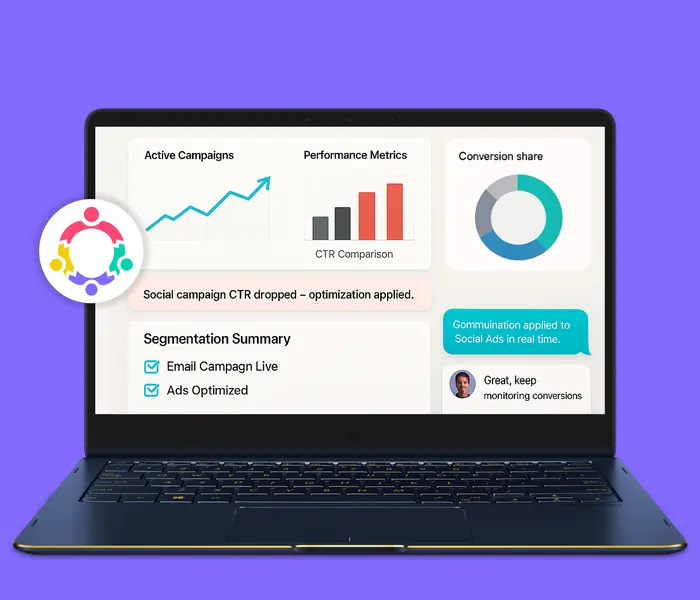 Active Campaigns
Performance Metrics
CTR Comparison
Conversion share
Social campaign CTR dropped – optimization applied.
Segmentation Summary
Email Campagn Live
Ads Optimized
Gommuination applied to
Social Ads in real time.
Great, keep
monitoring conversions